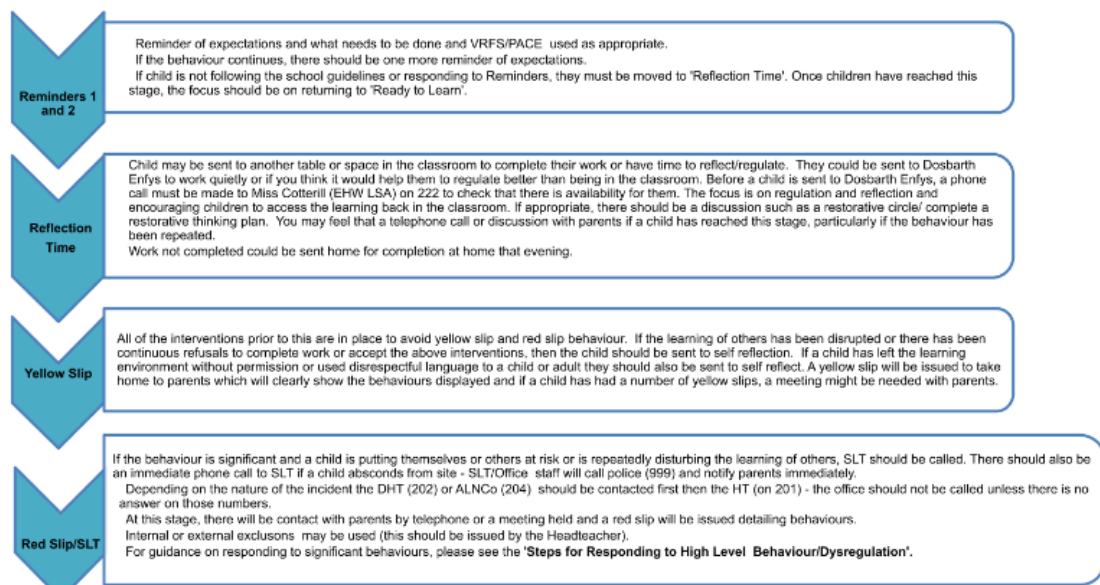 Reminders 1
and 2
Reminder of expectations and what needs to be done and VRFS/PACE used as appropriate.
If the behaviour continues, there should be one more reminder of expectations.
If child is not following the school guidelines or responding to Reminders, they must be moved to 'Reflection Time'. Once children have reached this
stage, the focus should be on returning to 'Ready to Learn'.
Reflection
Time
Child may be sent to another table or space in the classroom to complete their work or have time to reflect/regulate. They could be sent to Dosbarth
Enfys to work quietly or if you think it would help them to regulate better than being in the classroom. Before a child is sent to Dosbarth Enfys, a phone
call must be made to Miss Cotterill (EHW LSA) on 222 to check that there is availability for them. The focus is on regulation and reflection and
encouraging children to access the learning back in the classroom. If appropriate, there should be a discussion such as a restorative circle/ complete a
restorative thinking plan. You may feel that a telephone call or discussion with parents if a child has reached this stage, particularly if the behaviour has
been repeated.
Work not completed could be sent home for completion at home that evening.
Yellow Slip
All of the interventions prior to this are in place to avoid yellow slip and red slip behaviour. If the learning of others has been disrupted or there has been
continuous refusals to complete work or accept the above interventions, then the child should be sent to self reflection. If a child has left the learning
environment without permission or used disrespectful language to a child or adult they should also be sent to self reflect. A yellow slip will be issued to take
home to parents which will clearly show the behaviours displayed and if a child has had a number of yellow slips, a meeting might be needed with parents.
Red Slip/SLT
If the behaviour is significant and a child is putting themselves or others at risk or is repeatedly disturbing the learning of others, SLT should be called. There should also be
an immediate phone call to SLT if a child absconds from site - SLT/Office staff will call police (999) and notify parents immediately.
Depending on the nature of the incident the DHT (202) or ALNCo (204) should be contacted first then the HT (on 201) - the office should not be called unless there is no
answer on those numbers.
At this stage, there will be contact with parents by telephone or a meeting held and a red slip will be issued detailing behaviours.
Internal or external exclusons may be used (this should be issued by the Headteacher).
For guidance on responding to significant behaviours, please see the 'Steps for Responding to High Level Behaviour/Dysregulation'.